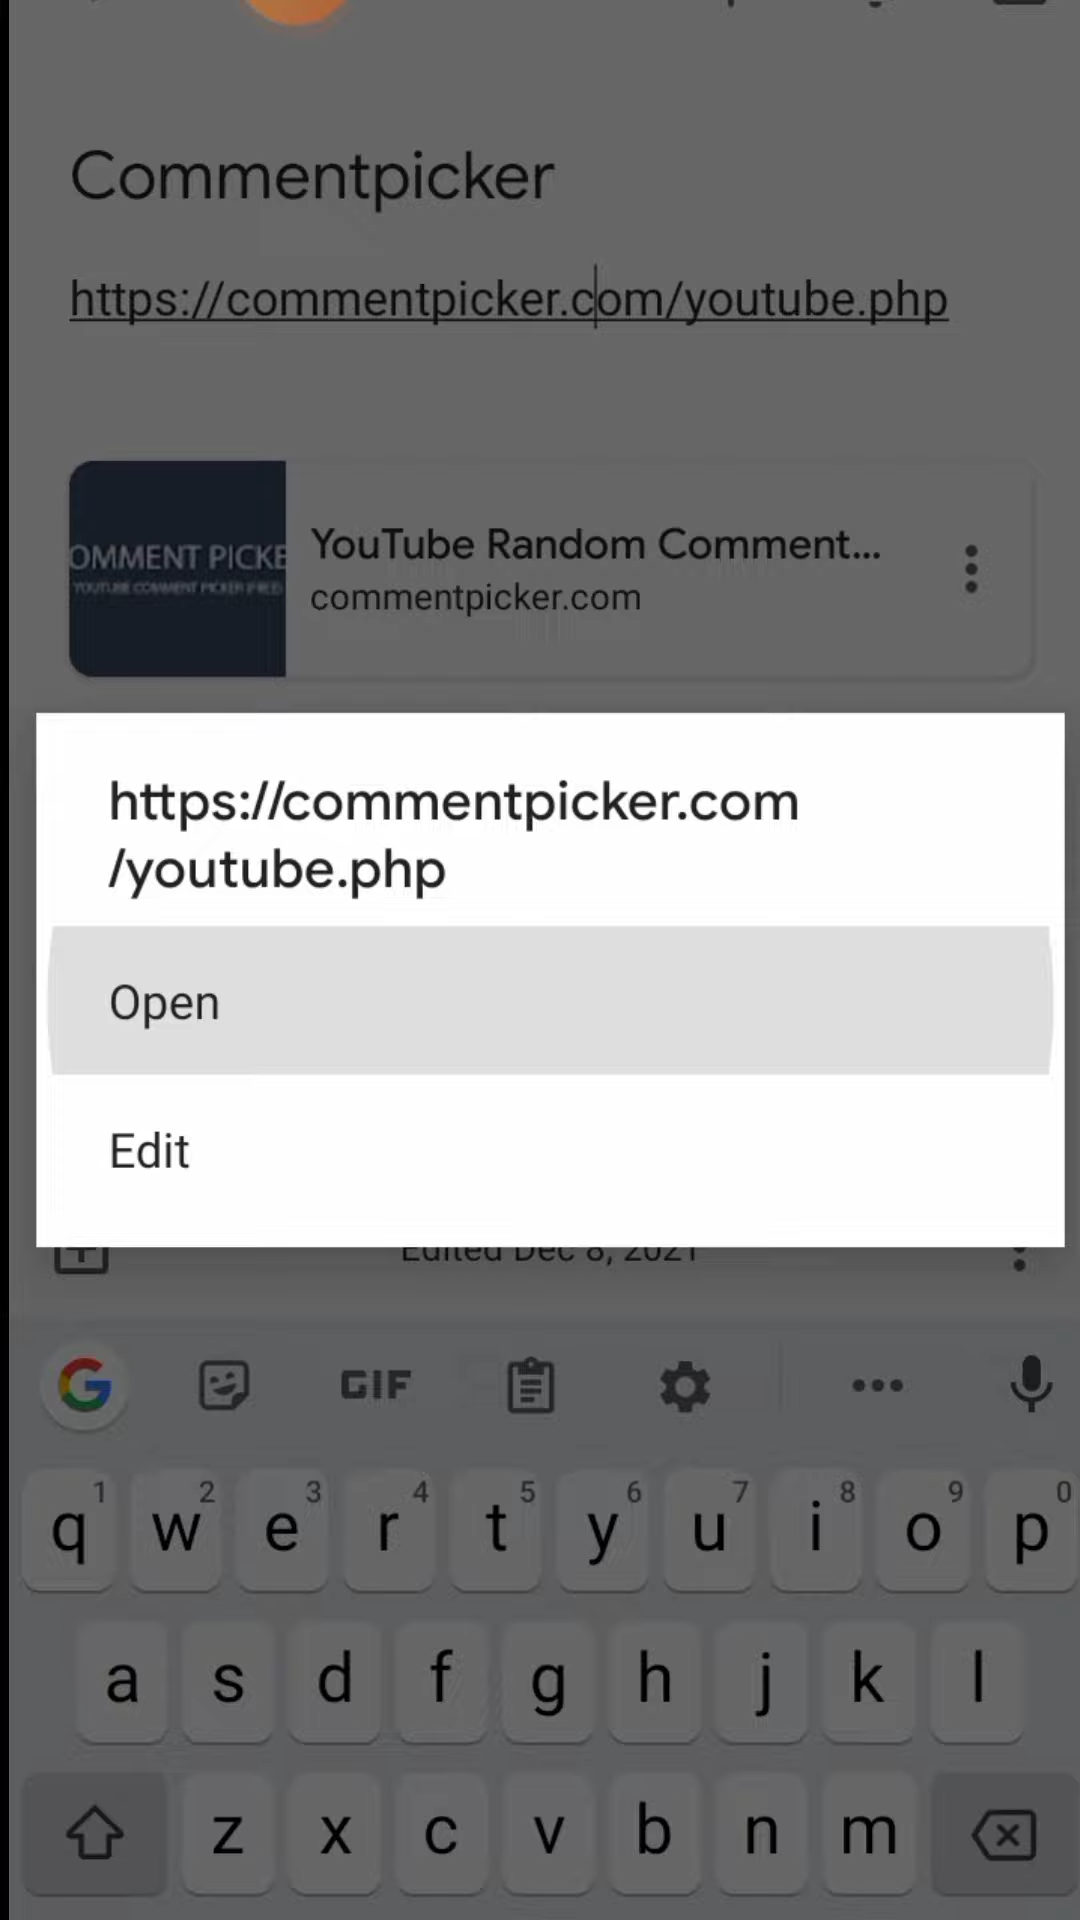 Commentpicker
https://commentpicker.com/youtube.php
OMMENT PICKE
YOUTUBE COMMENT PICKER (FREE)
YouTube Random Comment...
commentpicker.com
https://commentpicker.com
/youtube.php
Open
Edit
Edited Dec 8, 2021
GIF
1 2 3 4 5 6 7 8 9 0
q w e r t y u i o p
a s d f g h j k l
z x c v b n m